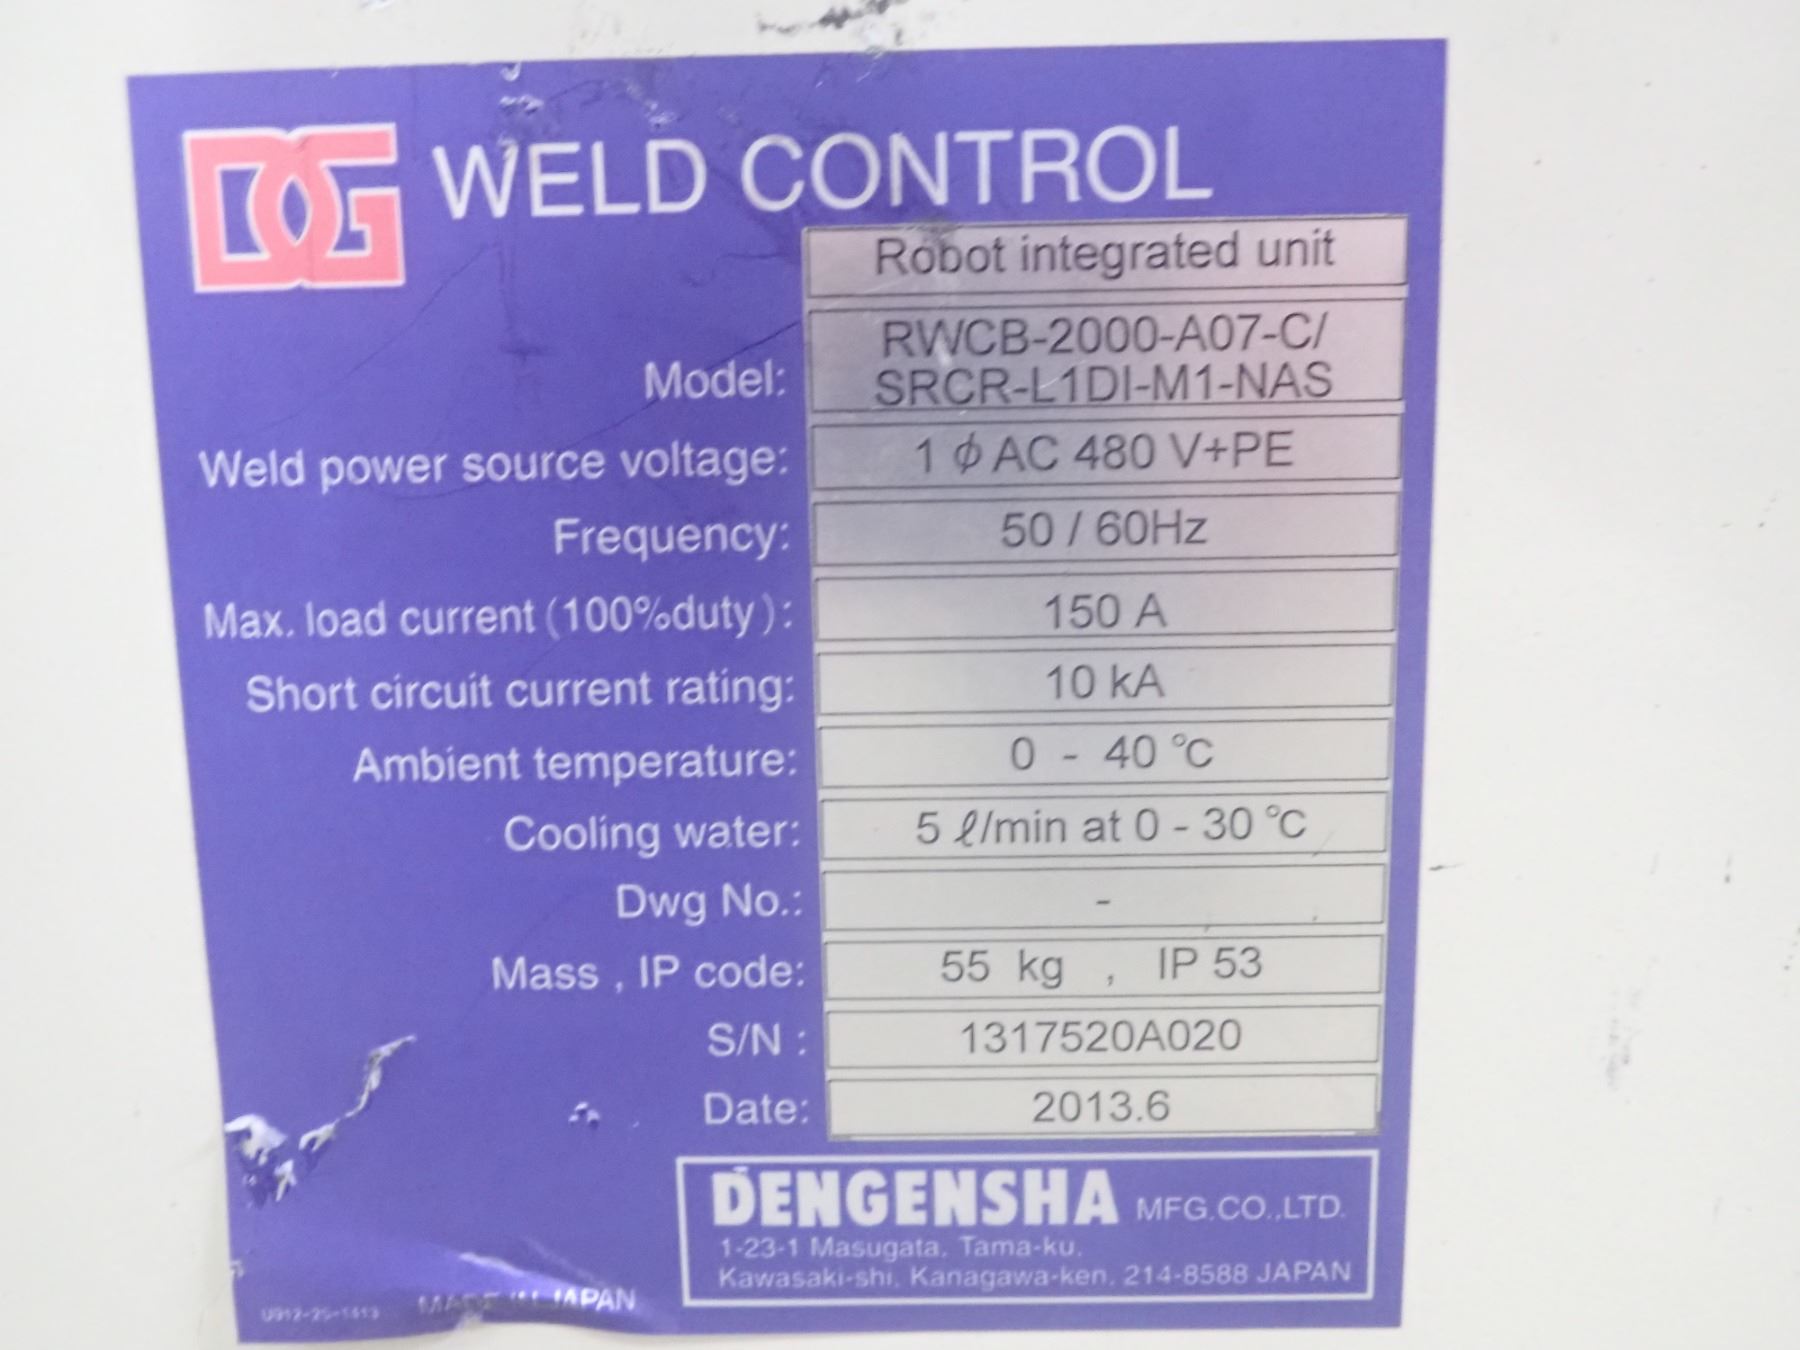 DG WELD CONTROL
Robot integrated unit
Model: RWCB-2000-A07-C/
SRCR-L1DI-M1-NAS
Weld power source voltage: 1 ϕ AC 480 V+PE
Frequency: 50 / 60Hz
Max. load current (100%duty): 150 A
Short circuit current rating: 10 kA
Ambient temperature: 0 - 40 ℃
Cooling water: 5 ℓ/min at 0 - 30 ℃
Dwg No.: -
Mass , IP code: 55 kg , IP 53
S/N : 1317520A020
Date: 2013.6
DENGENSHA MFG.CO.,LTD.
1-23-1 Masugata, Tama-ku,
Kawasaki-shi, Kanagawa-ken, 214-8588 JAPAN
MADE IN JAPAN